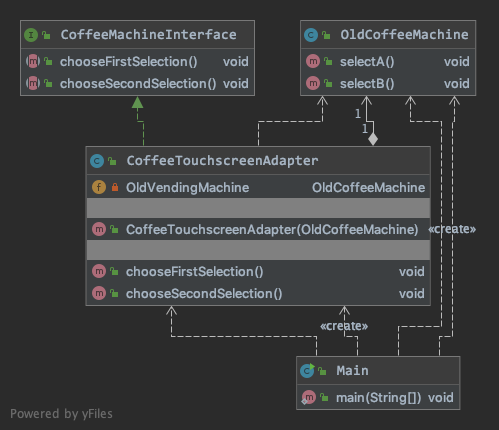 CoffeeMachineInterface
chooseFirstSelection() void
chooseSecondSelection() void
OldCoffeeMachine
selectA() void
selectB() void
1
1
CoffeeTouchscreenAdapter
OldVendingMachine OldCoffeeMachine
CoffeeTouchscreenAdapter(OldCoffeeMachine)
«create»
chooseFirstSelection() void
chooseSecondSelection() void
«create»
Main
main(String[]) void
Powered by yFiles